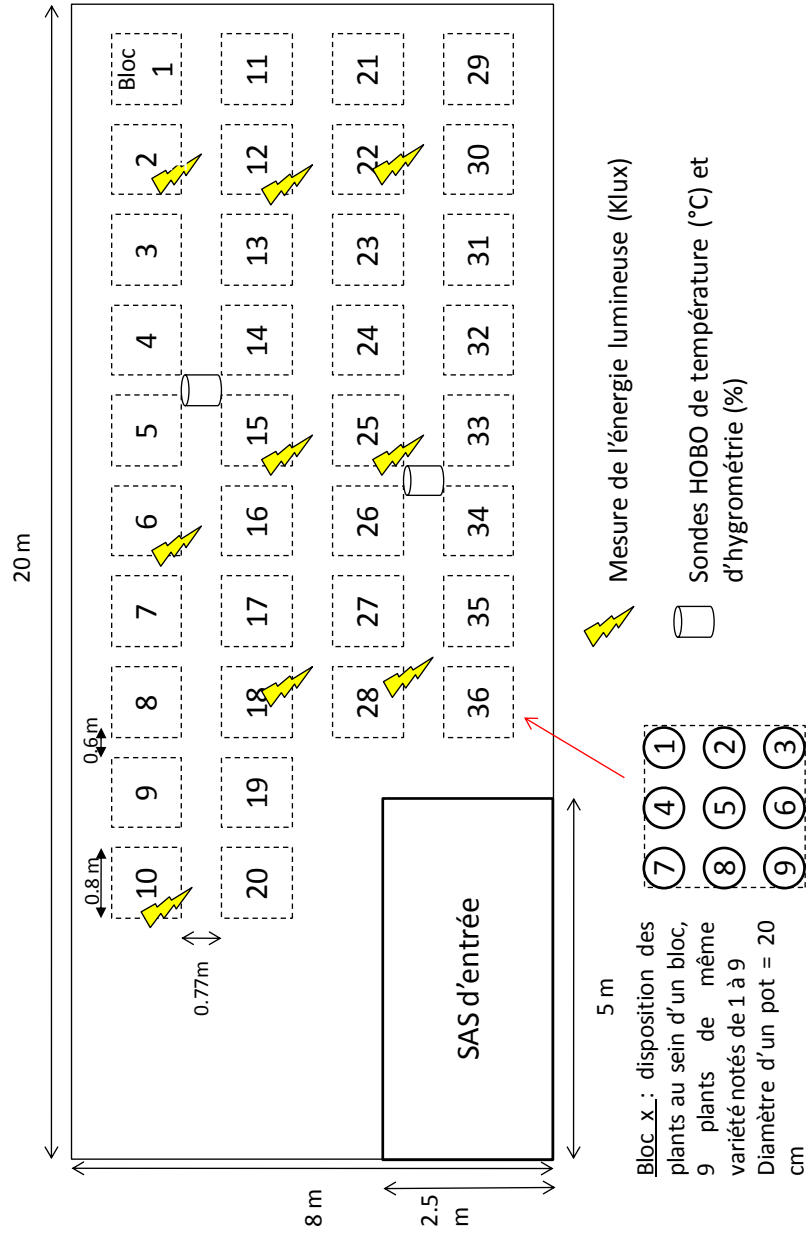 20 m
Bloc
1
2
3
4
5
6
7
8
9
10
0.6 m
0.8 m
0.77m
11
12
13
14
15
16
17
18
19
20
21
22
23
24
25
26
27
28
29
30
31
32
33
34
35
36
8 m
2.5
m
SAS d’entrée
5 m
Bloc x : disposition des
plants au sein d’un bloc,
9 plants de même
variété notés de 1 à 9
Diamètre d’un pot = 20
cm
7 4 1
8 5 2
9 6 3
Mesure de l’énergie lumineuse (Klux)
Sondes HOBO de température (°C) et
d’hygrométrie (%)